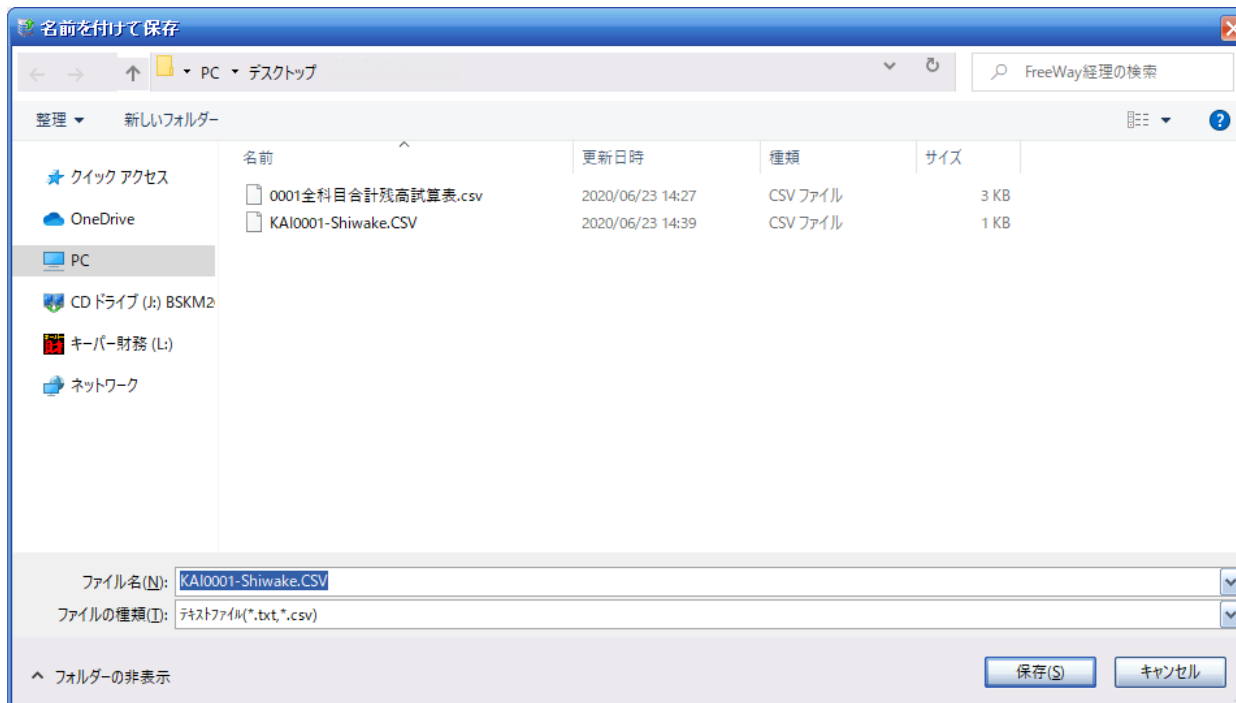 名前を付けて保存
PC デスクトップ FreeWay経理の検索
整理 新しいフォルダー
名前 更新日時 種類 サイズ
クイック アクセス
OneDrive
PC
CD ドライブ (J:) BSKM2
キーパー財務 (L:)
ネットワーク
0001全科目合計残高試算表.csv 2020/06/23 14:27 CSV ファイル 3 KB
KAI0001-Shiwake.CSV 2020/06/23 14:39 CSV ファイル 1 KB
ファイル名(N): KAI0001-Shiwake.CSV
ファイルの種類(T): テキストファイル(*.txt,*.csv)
フォルダーの非表示 保存(S) キャンセル